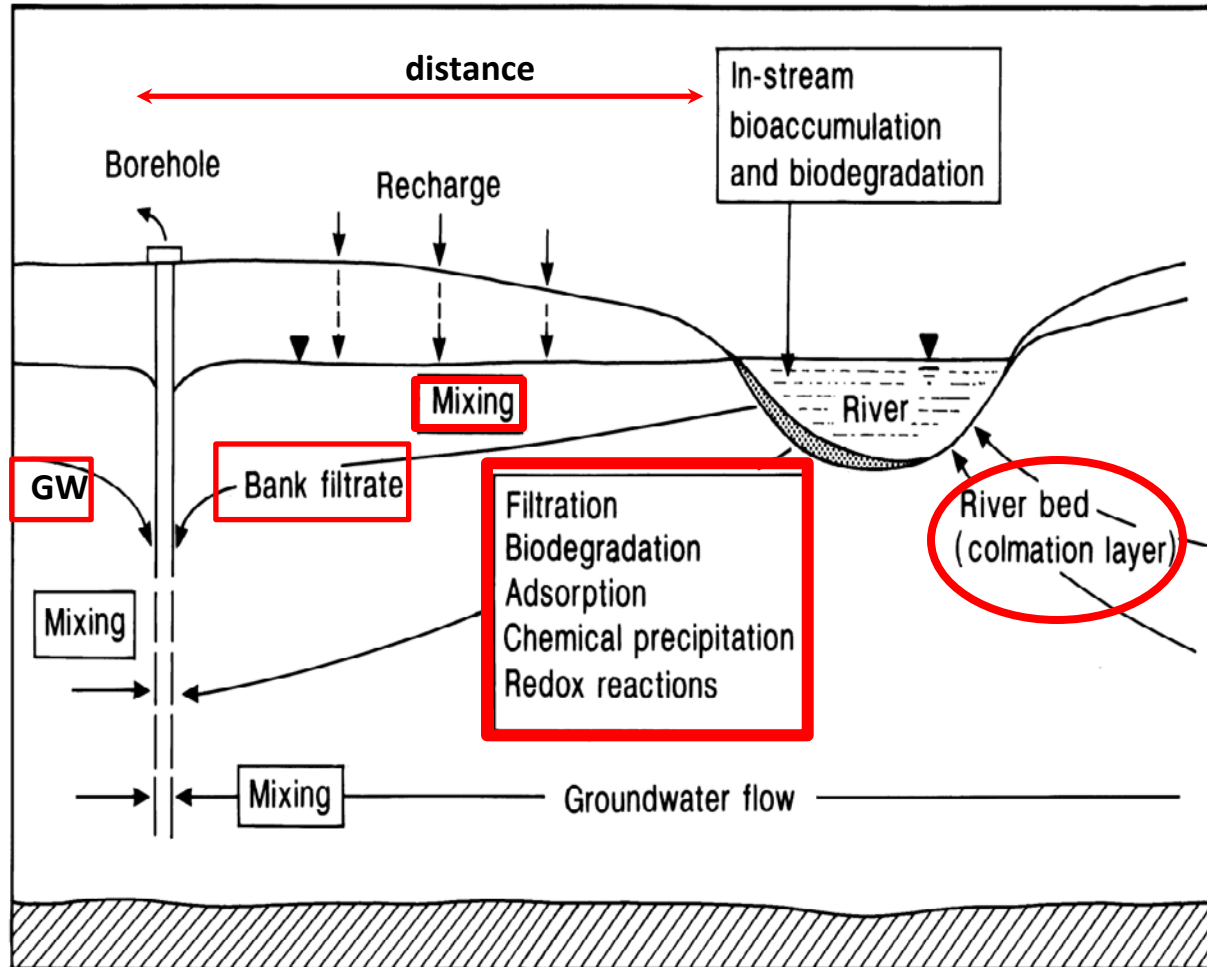 distance
In-stream
bioaccumulation
and biodegradation
Borehole
Recharge
Mixing
River
GW
Bank filtrate
Filtration
Biodegradation
Adsorption
Chemical precipitation
Redox reactions
River bed
(colmation layer)
Mixing
Mixing
Groundwater flow